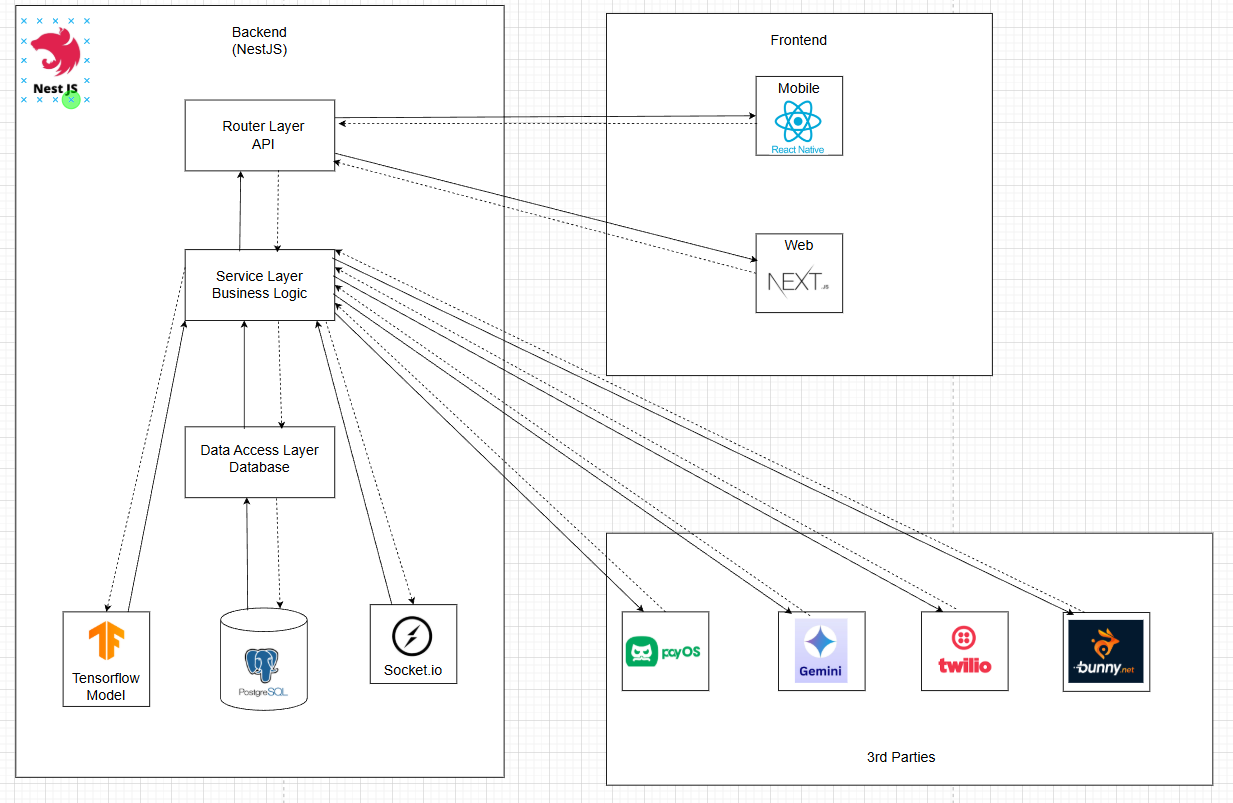 Backend
(NestJS)
Nest JS
Router Layer
API
Service Layer
Business Logic
Data Access Layer
Database
Tensorflow
Model
PostgreSQL
Socket.io
Frontend
Mobile
React Native
Web
NEXT.JS
payOS
Gemini
twilio
bunny.net
3rd Parties